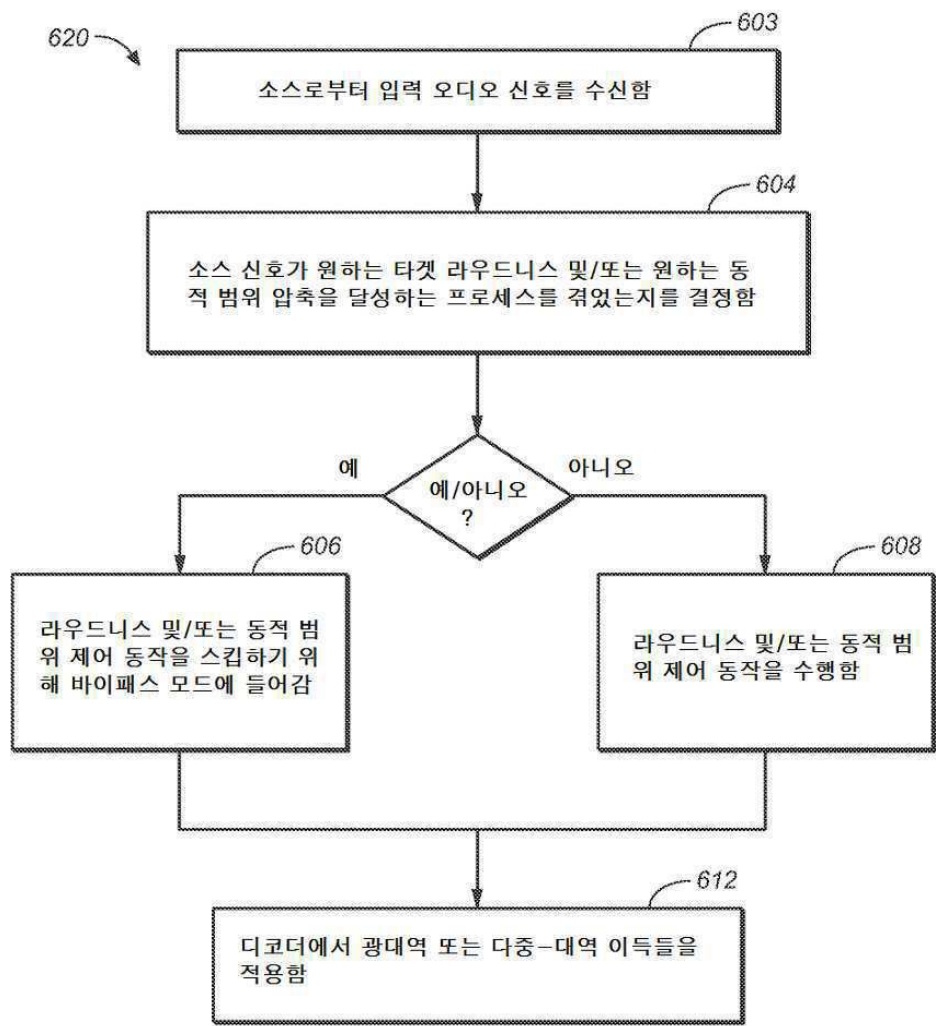 620
603
소스로부터 입력 오디오 신호를 수신함
604
소스 신호가 원하는 타겟 라우드니스 및/또는 원하는 동
적 범위 압축을 달성하는 프로세스를 겪었는지를 결정함
예
예/아니오
?
아니오
606
라우드니스 및/또는 동적 범
위 제어 동작을 스킵하기 위
해 바이패스 모드에 들어감
608
라우드니스 및/또는 동적 범
위 제어 동작을 수행함
612
디코더에서 광대역 또는 다중-대역 이득들을
적용함